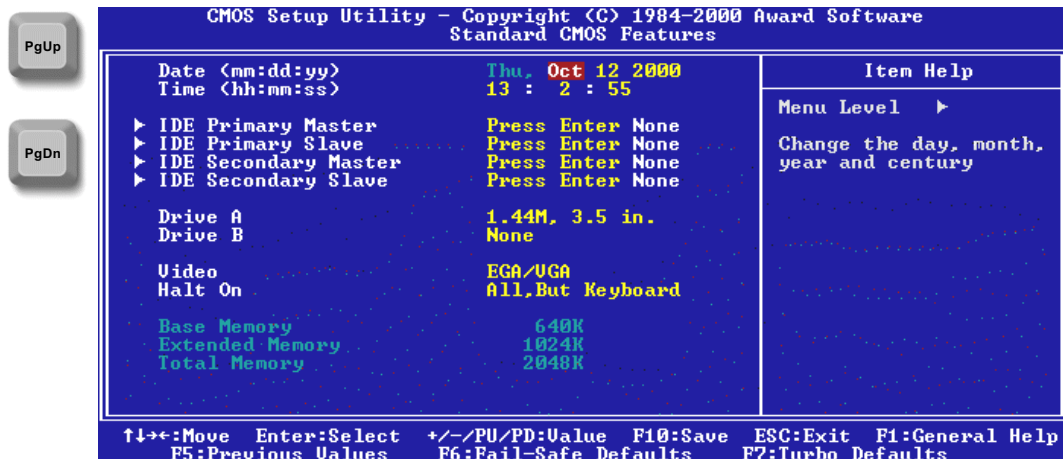 PgUp
PgDn
CMOS Setup Utility – Copyright (C) 1984-2000 Award Software
Standard CMOS Features
Date (mm:dd:yy) Thu, Oct 12 2000
Time (hh:mm:ss) 13 : 2 : 55
► IDE Primary Master Press Enter None
► IDE Primary Slave Press Enter None
► IDE Secondary Master Press Enter None
► IDE Secondary Slave Press Enter None
Drive A 1.44M, 3.5 in.
Drive B None
Video EGA/VGA
Halt On All,But Keyboard
Base Memory 640K
Extended Memory 1024K
Total Memory 2048K
Item Help
Menu Level ►
Change the day, month,
year and century
↑↓→←:Move Enter:Select +/-/PU/PD:Value F10:Save ESC:Exit F1:General Help
F5:Previous Values F6:Fail-Safe Defaults F7:Turbo Defaults